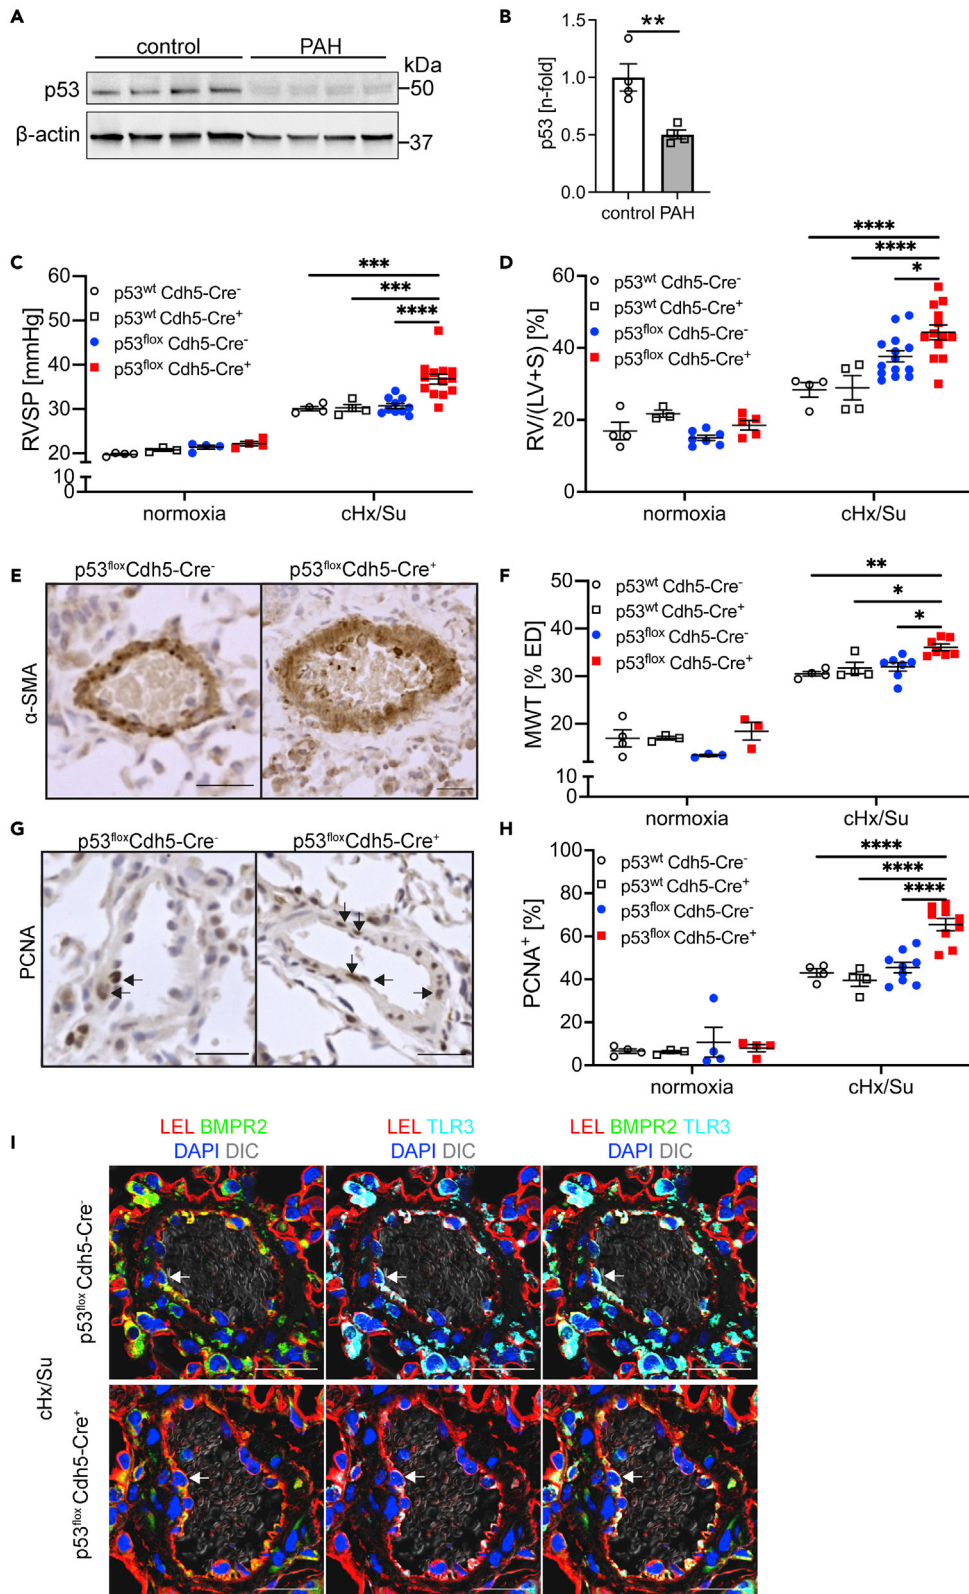 A
control PAH
kDa
p53
50
β-actin
37
B
**
p53 [n-fold]
1.5
1.0
0.5
0.0
control PAH
C
RVSP [mmHg]
60
50
40
30
20
10
0
p53wt Cdh5-Cre-
p53wt Cdh5-Cre+
p53flox Cdh5-Cre-
p53flox Cdh5-Cre+
***
***
****
normoxia cHx/Su
D
RV/(LV+S) [%]
60
40
20
0
p53wt Cdh5-Cre-
p53wt Cdh5-Cre+
p53flox Cdh5-Cre-
p53flox Cdh5-Cre+
****
****
*
normoxia cHx/Su
E
p53floxCdh5-Cre- p53floxCdh5-Cre+
α-SMA
F
MWT [% ED]
50
40
30
20
10
0
p53wt Cdh5-Cre-
p53wt Cdh5-Cre+
p53flox Cdh5-Cre-
p53flox Cdh5-Cre+
**
*
*
normoxia cHx/Su
G
p53floxCdh5-Cre- p53floxCdh5-Cre+
PCNA
H
PCNA+ [%]
100
80
60
40
20
0
p53wt Cdh5-Cre-
p53wt Cdh5-Cre+
p53flox Cdh5-Cre-
p53flox Cdh5-Cre+
****
****
****
normoxia cHx/Su
I
LEL BMPR2 LEL TLR3 LEL BMPR2 TLR3
DAPI DIC DAPI DIC DAPI DIC
cHx/Su
p53flox Cdh5-Cre-
p53flox Cdh5-Cre+